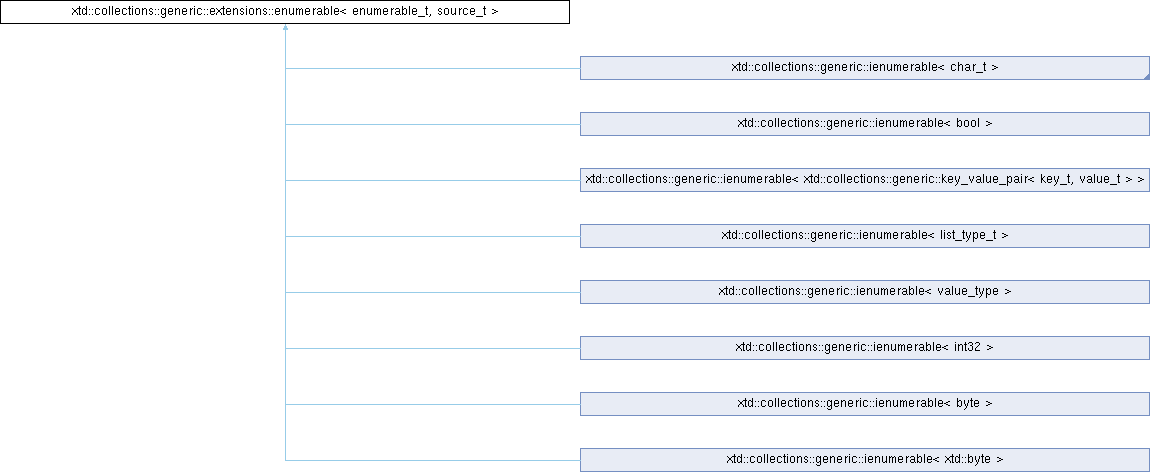 xtd::collections::generic::extensions::enumerable< enumerable_t, source_t >
xtd::collections::generic::ienumerable< char_t >
xtd::collections::generic::ienumerable< bool >
xtd::collections::generic::ienumerable< xtd::collections::generic::key_value_pair< key_t, value_t > >
xtd::collections::generic::ienumerable< list_type_t >
xtd::collections::generic::ienumerable< value_type >
xtd::collections::generic::ienumerable< int32 >
xtd::collections::generic::ienumerable< byte >
xtd::collections::generic::ienumerable< xtd::byte >